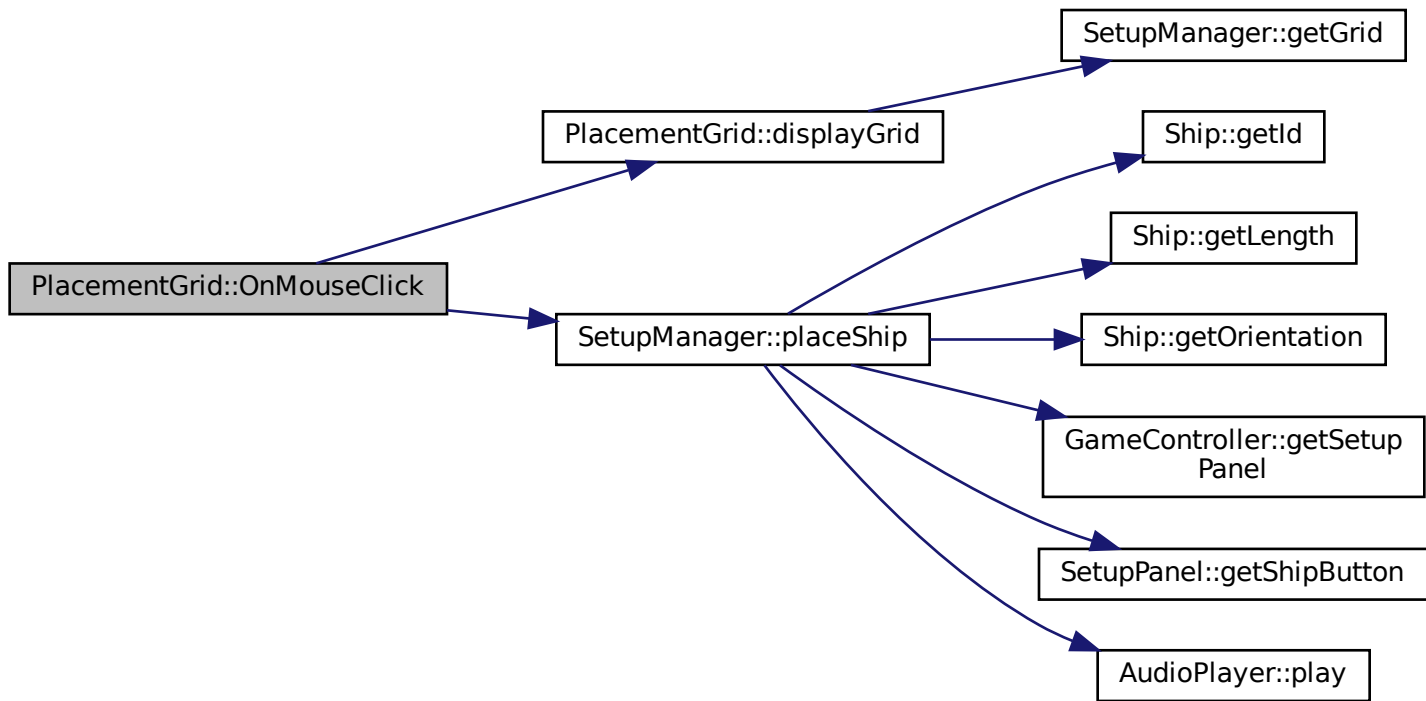 SetupManager::getGrid
PlacementGrid::displayGrid
Ship::getId
Ship::getLength
PlacementGrid::OnMouseClick
SetupManager::placeShip
Ship::getOrientation
GameController::getSetup
Panel
SetupPanel::getShipButton
AudioPlayer::play